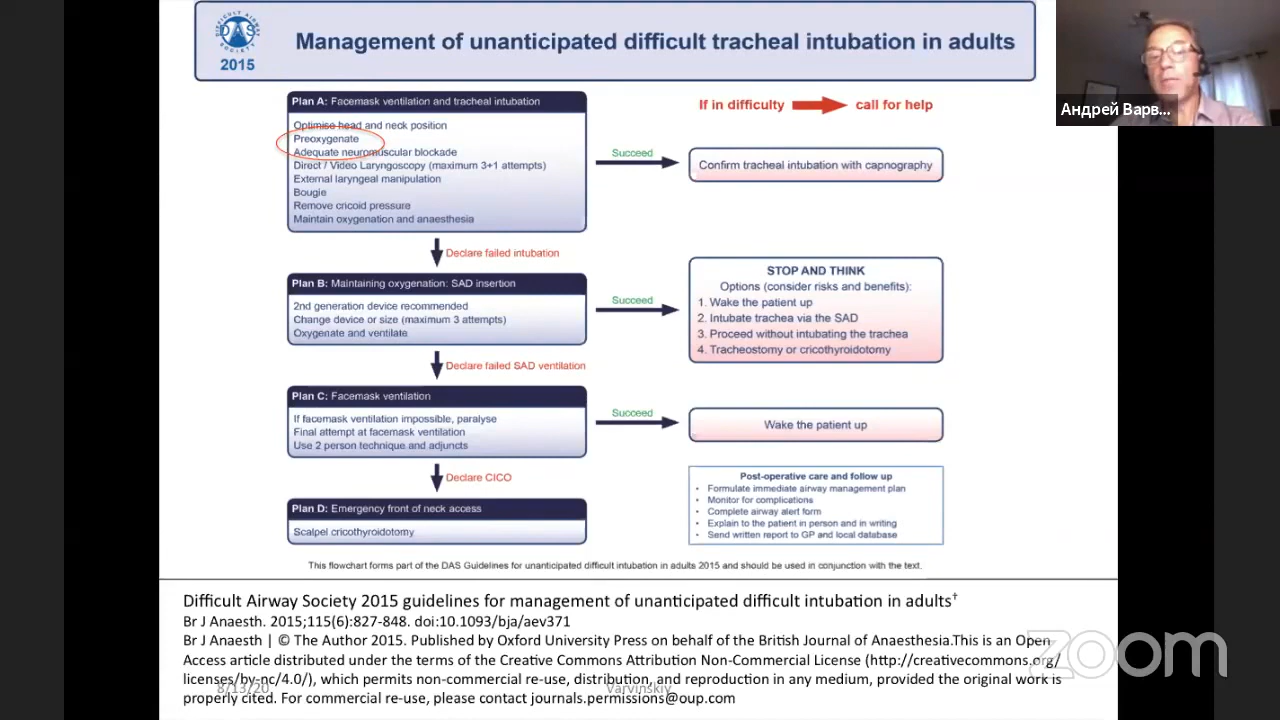 DIFFICULT AIRWAY SOCIETY
DAS
2015
Management of unanticipated difficult tracheal intubation in adults
Андрей Варв...
Plan A: Facemask ventilation and tracheal intubation
Optimise head and neck position
Preoxygenate
Adequate neuromuscular blockade
Direct / Video Laryngoscopy (maximum 3+1 attempts)
External laryngeal manipulation
Bougie
Remove cricoid pressure
Maintain oxygenation and anaesthesia
If in difficulty call for help
Succeed
Confirm tracheal intubation with capnography
Declare failed intubation
Plan B: Maintaining oxygenation: SAD insertion
2nd generation device recommended
Change device or size (maximum 3 attempts)
Oxygenate and ventilate
Succeed
STOP AND THINK
Options (consider risks and benefits):
1. Wake the patient up
2. Intubate trachea via the SAD
3. Proceed without intubating the trachea
4. Tracheostomy or cricothyroidotomy
Declare failed SAD ventilation
Plan C: Facemask ventilation
If facemask ventilation impossible, paralyse
Final attempt at facemask ventilation
Use 2 person technique and adjuncts
Succeed
Wake the patient up
Declare CICO
Plan D: Emergency front of neck access
Scalpel cricothyroidotomy
Post-operative care and follow up
• Formulate immediate airway management plan
• Monitor for complications
• Complete airway alert form
• Explain to the patient in person and in writing
• Send written report to GP and local database
This flowchart forms part of the DAS Guidelines for unanticipated difficult intubation in adults 2015 and should be used in conjunction with the text.
Difficult Airway Society 2015 guidelines for management of unanticipated difficult intubation in adults†
Br J Anaesth. 2015;115(6):827-848. doi:10.1093/bja/aev371
Br J Anaesth | © The Author 2015. Published by Oxford University Press on behalf of the British Journal of Anaesthesia.This is an Open
Access article distributed under the terms of the Creative Commons Attribution Non-Commercial License (http://creativecommons.org/
licenses/by-nc/4.0/), which permits non-commercial re-use, distribution, and reproduction in any medium, provided the original work is
properly cited. For commercial re-use, please contact journals.permissions@oup.com
8/13/20
Varvinskiy
zoom